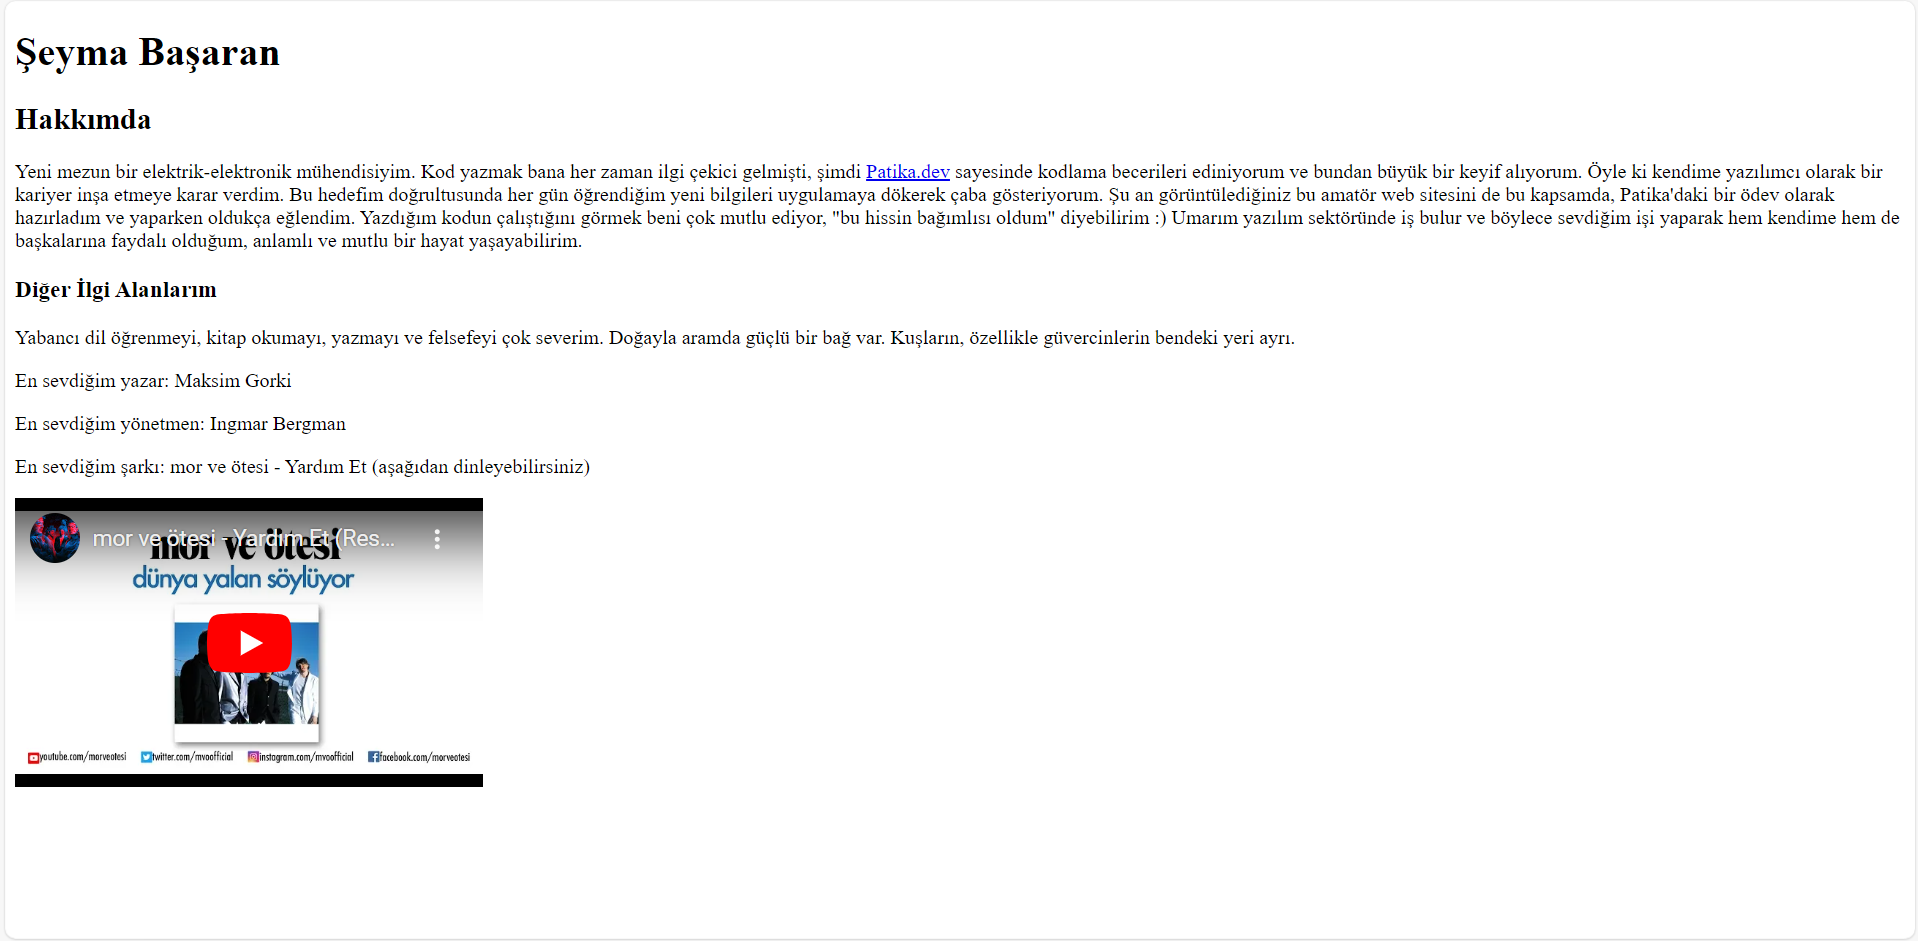 Şeyma Başaran
Hakkımda
Yeni mezun bir elektrik-elektronik mühendisiyim. Kod yazmak bana her zaman ilgi çekici gelmişti, şimdi Patika.dev sayesinde kodlama becerileri ediniyorum ve bundan büyük bir keyif alıyorum. Öyle ki kendime yazılımcı olarak bir
kariyer inşa etmeye karar verdim. Bu hedefim doğrultusunda her gün öğrendiğim yeni bilgileri uygulamaya dökerek çaba gösteriyorum. Şu an görüntülediğiniz bu amatör web sitesini de bu kapsamda, Patika'daki bir ödev olarak
hazırladım ve yaparken oldukça eğlendim. Yazdığım kodun çalıştığını görmek beni çok mutlu ediyor, "bu hissin bağımlısı oldum" diyebilirim :) Umarım yazılım sektöründe iş bulur ve böylece sevdiğim işi yaparak hem kendime hem de
başkalarına faydalı olduğum, anlamlı ve mutlu bir hayat yaşayabilirim.
Diğer İlgi Alanlarım
Yabancı dil öğrenmeyi, kitap okumayı, yazmayı ve felsefeyi çok severim. Doğayla aramda güçlü bir bağ var. Kuşların, özellikle güvercinlerin bendeki yeri ayrı.
En sevdiğim yazar: Maksim Gorki
En sevdiğim yönetmen: Ingmar Bergman
En sevdiğim şarkı: mor ve ötesi - Yardım Et (aşağıdan dinleyebilirsiniz)
mor ve ötesi - Yardım Et (Res...
mor ve ötesi
dünya yalan söylüyor
youtube.com/morveotesi twitter.com/mvoofficial instagram.com/mvoofficial facebook.com/morveotesi